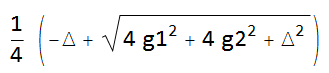 1/4 (-Δ + √(4 g1² + 4 g2² + Δ²))